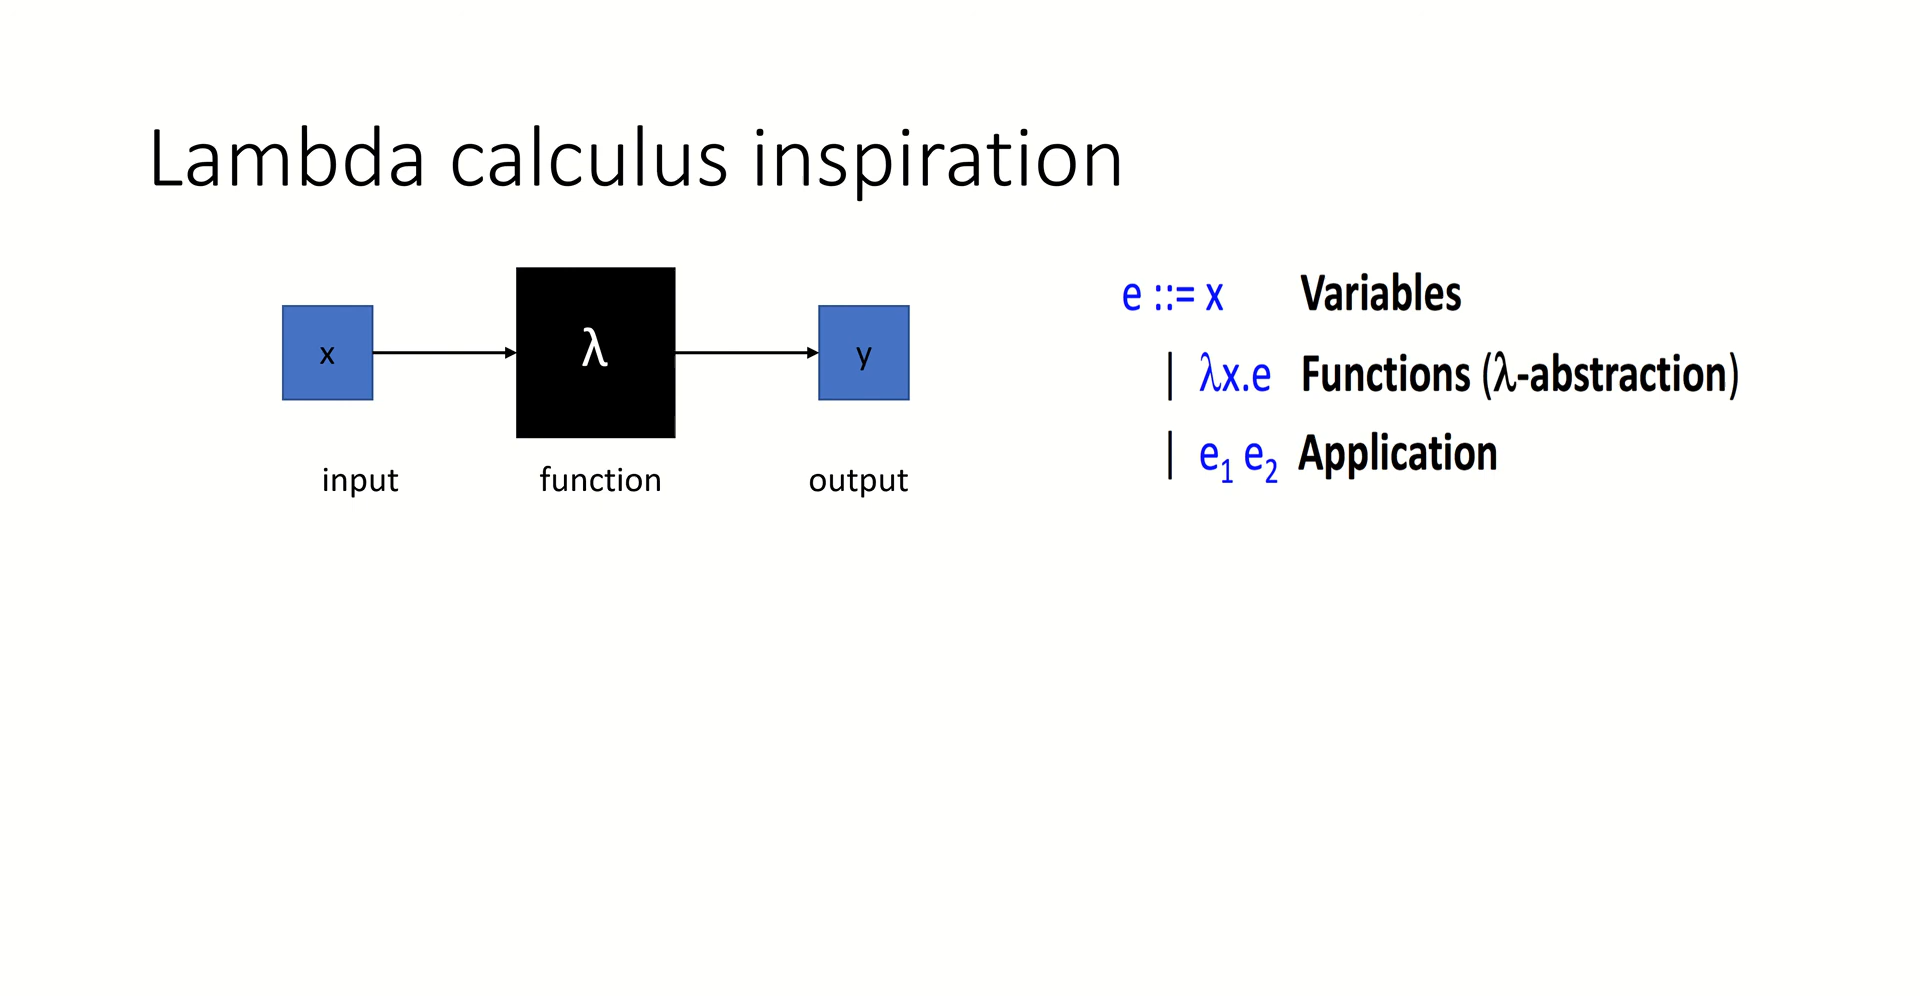 Lambda calculus inspiration
x
λ
y
input
function
output
e ::= x Variables
| λx.e Functions (λ-abstraction)
| e₁ e₂ Application